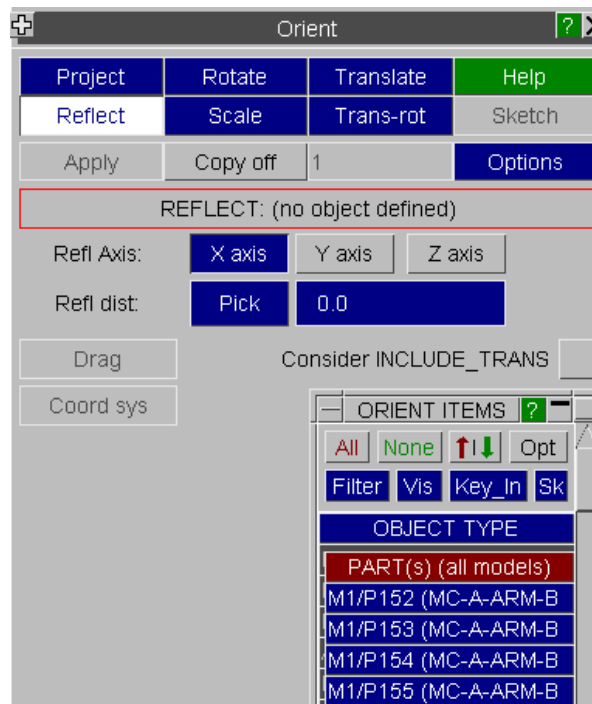 Orient ?
Project Rotate Translate Help
Reflect Scale Trans-rot Sketch
Apply Copy off 1 Options
REFLECT: (no object defined)
Refl Axis: X axis Y axis Z axis
Refl dist: Pick 0.0
Drag Consider INCLUDE_TRANS
Coord sys
ORIENT ITEMS ?
All None Opt
Filter Vis Key_In Sk
OBJECT TYPE
PART(s) (all models)
M1/P152 (MC-A-ARM-B
M1/P153 (MC-A-ARM-B
M1/P154 (MC-A-ARM-B
M1/P155 (MC-A-ARM-B